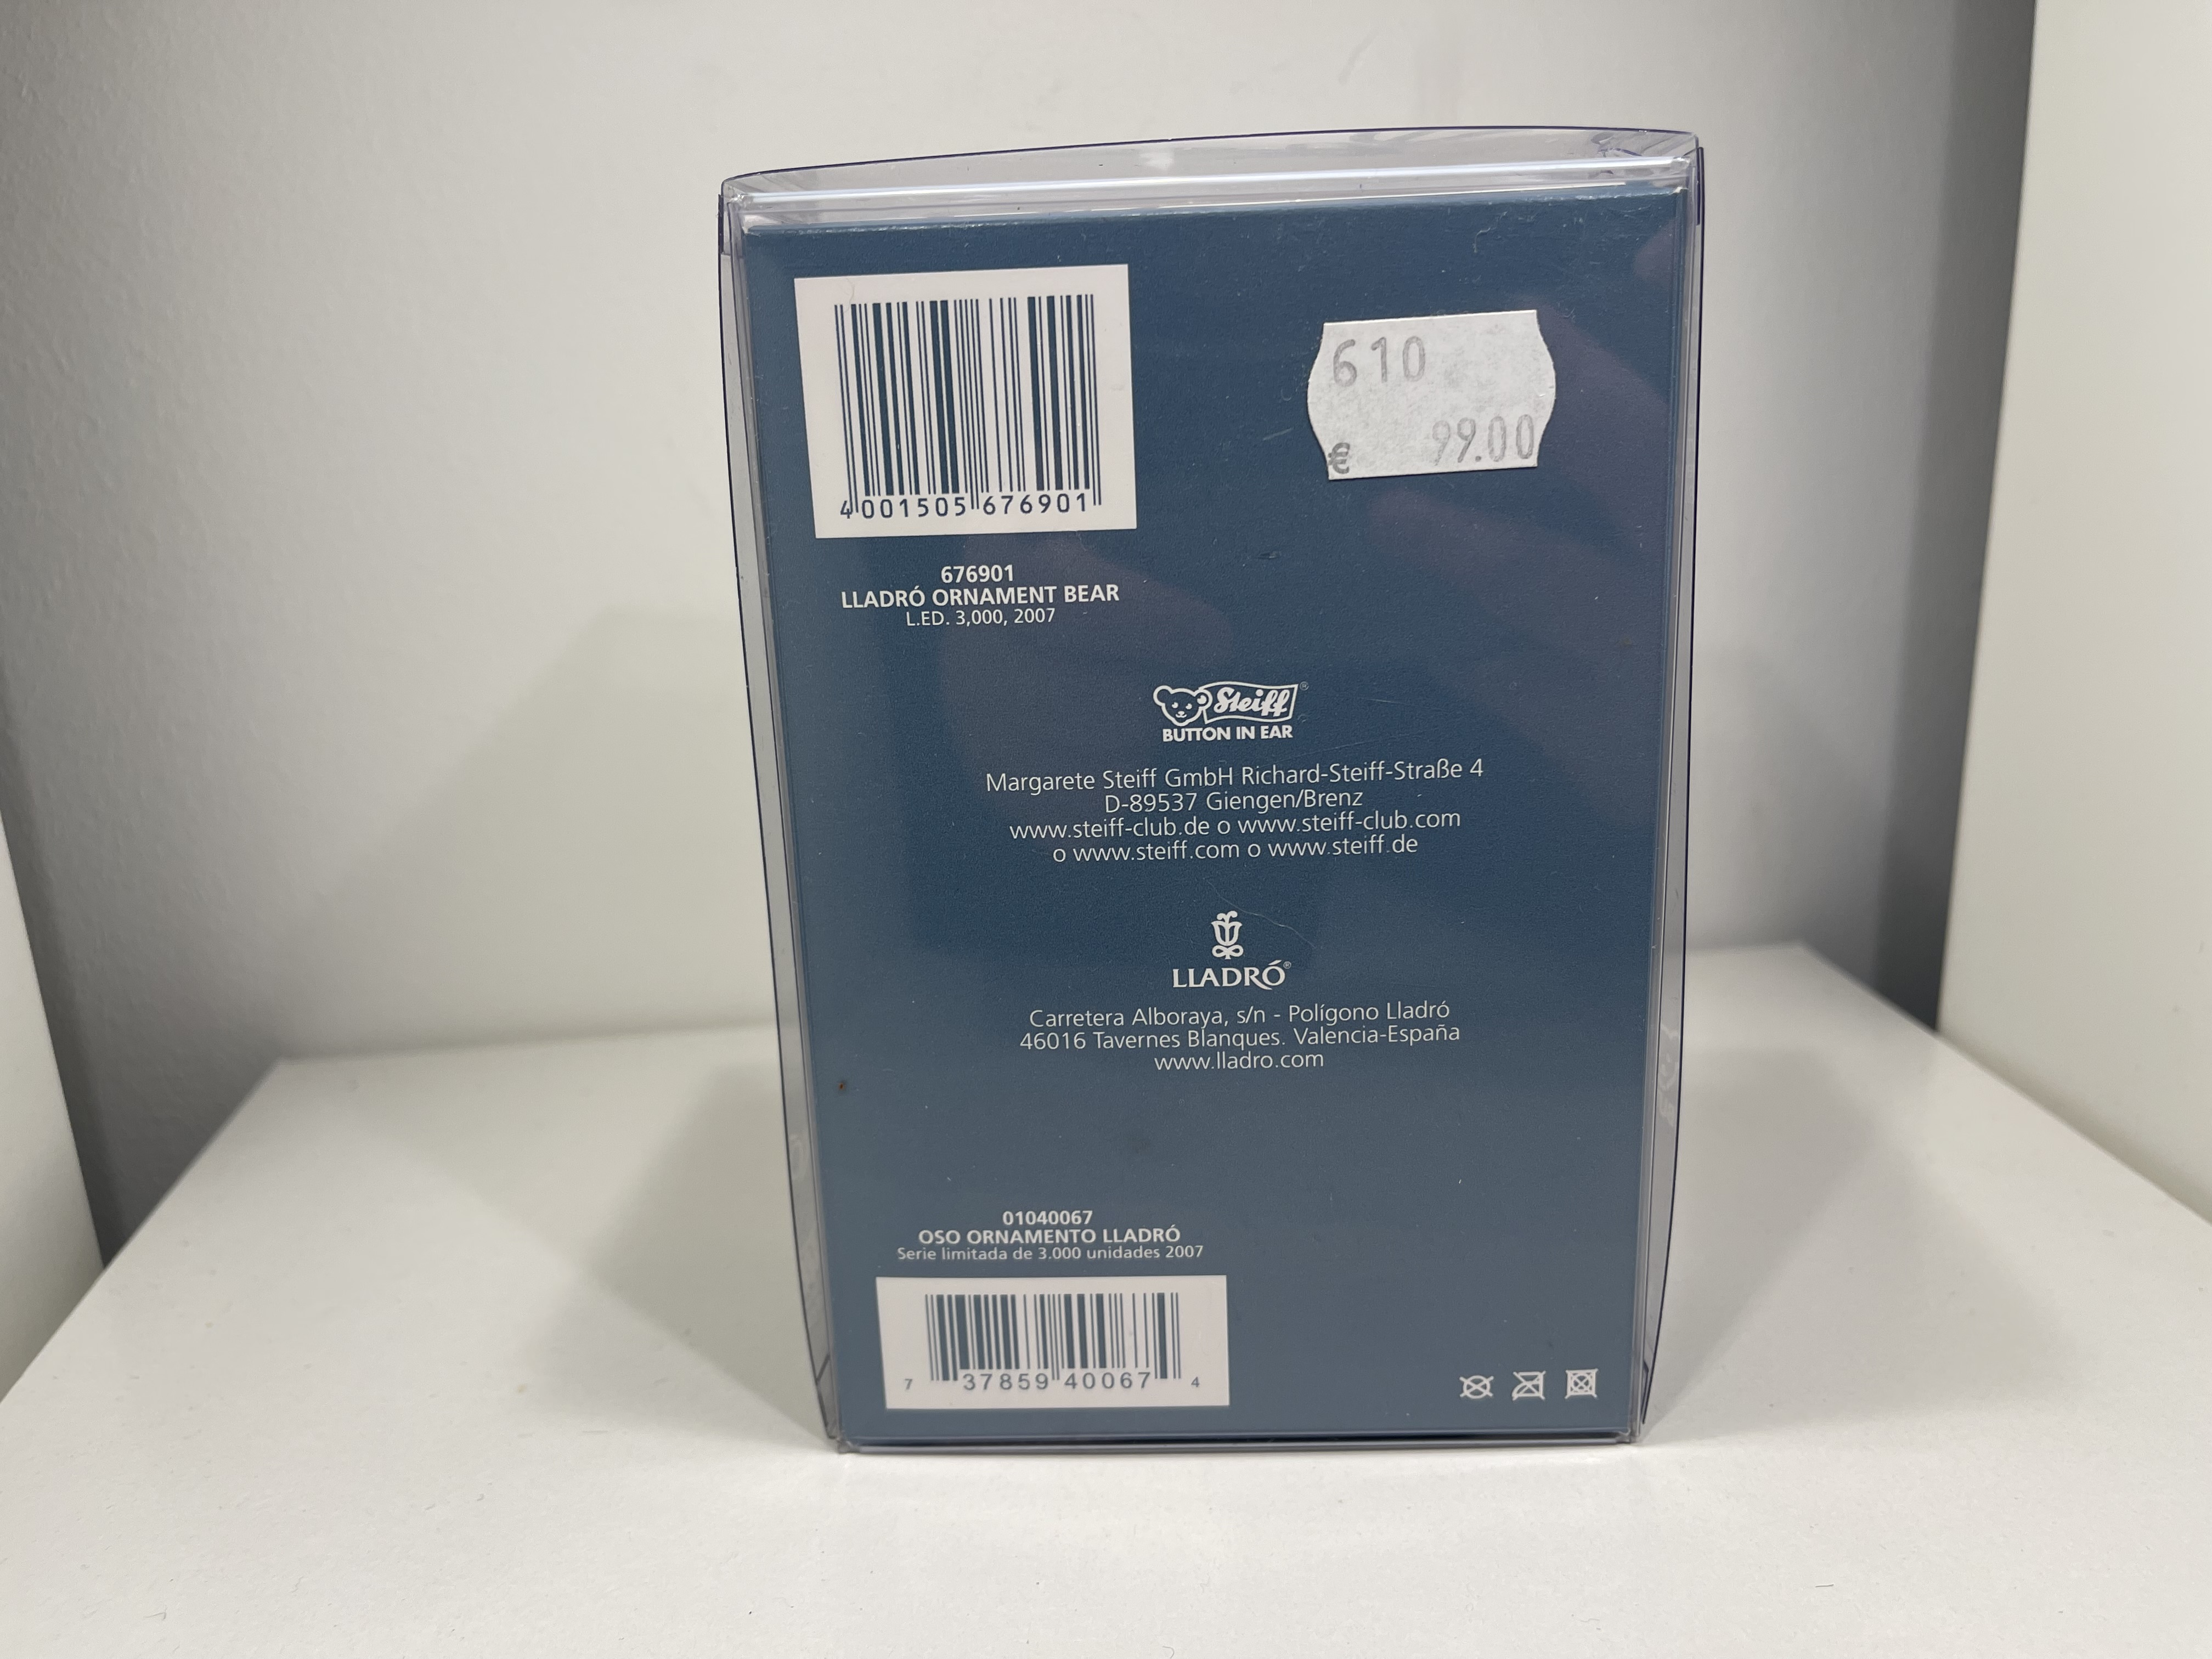 610
€ 99.00
4 001505 676901
676901
LLADRÓ ORNAMENT BEAR
L.ED. 3,000, 2007
Steiff®
BUTTON IN EAR
Margarete Steiff GmbH Richard-Steiff-Straße 4
D-89537 Giengen/Brenz
www.steiff-club.de o www.steiff-club.com
o www.steiff.com o www.steiff.de
LLADRÓ®
Carretera Alboraya, s/n - Polígono Lladró
46016 Tavernes Blanques. Valencia-España
www.lladro.com
01040067
OSO ORNAMENTO LLADRÓ
Serie limitada de 3.000 unidades 2007
7 37859 40067 4